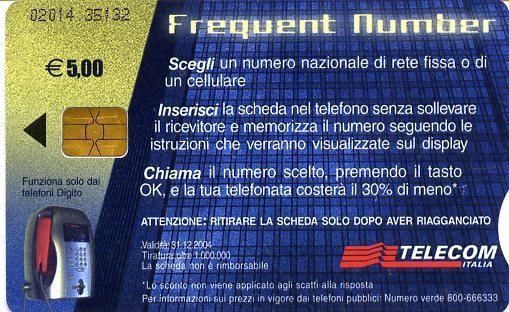 02014.35132
Frequent Number
€ 5,00
Scegli un numero nazionale di rete fissa o di
un cellulare
Inserisci la scheda nel telefono senza sollevare
il ricevitore e memorizza il numero seguendo le
istruzioni che verranno visualizzate sul display
Chiama il numero scelto, premendo il tasto
OK, e la tua telefonata costerà il 30% di meno*
Funziona solo dai
telefoni Digito
ATTENZIONE: RITIRARE LA SCHEDA SOLO DOPO AVER RIAGGANCIATO
Validità: 31.12.2004
Tiratura oltre 1.000.000
La scheda non è rimborsabile
TELECOM
ITALIA
*Lo sconto non viene applicato agli scatti alla risposta
Per informazioni sui prezzi in vigore dai telefoni pubblici: Numero verde 800-666333